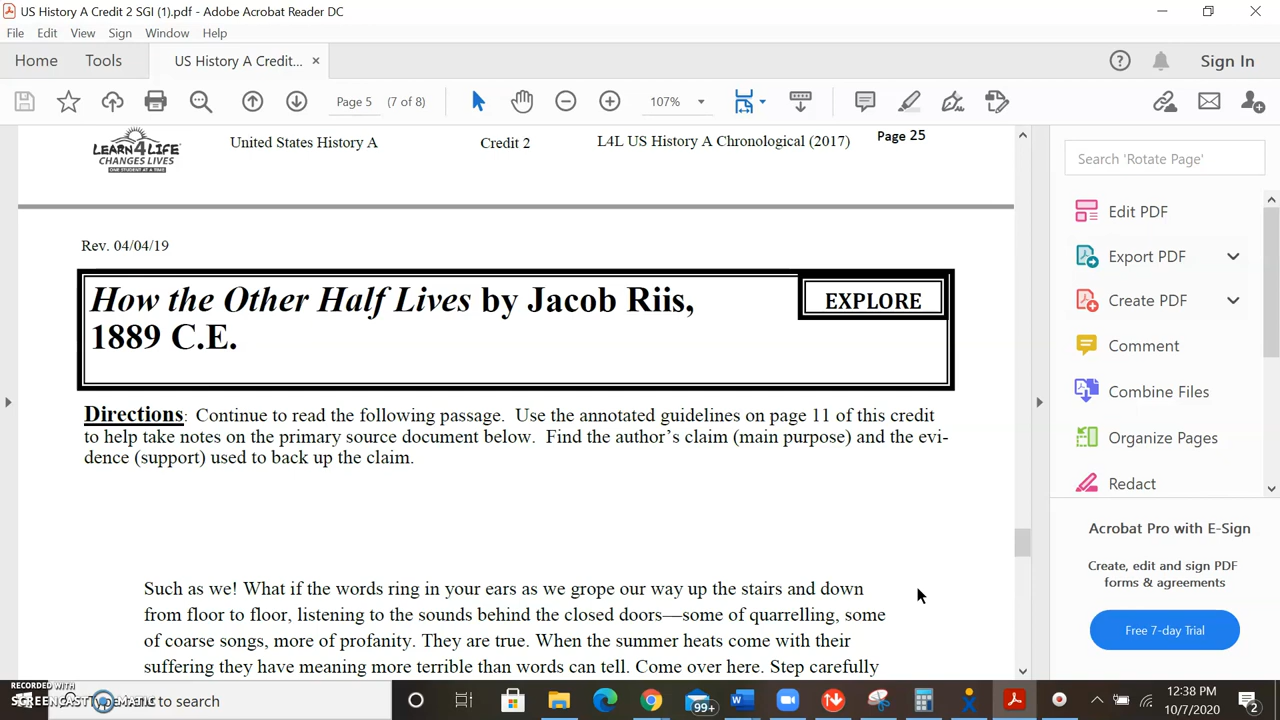 US History A Credit 2 SGI (1).pdf - Adobe Acrobat Reader DC
File Edit View Sign Window Help
Home Tools US History A Credit... × Sign In
Page 5 (7 of 8) 107%
LEARN4LIFE
CHANGES LIVES
ONE STUDENT AT A TIME
United States History A Credit 2 L4L US History A Chronological (2017) Page 25
Rev. 04/04/19
How the Other Half Lives by Jacob Riis,
1889 C.E.
EXPLORE
Directions: Continue to read the following passage. Use the annotated guidelines on page 11 of this credit
to help take notes on the primary source document below. Find the author’s claim (main purpose) and the evi-
dence (support) used to back up the claim.
Such as we! What if the words ring in your ears as we grope our way up the stairs and down
from floor to floor, listening to the sounds behind the closed doors—some of quarrelling, some
of coarse songs, more of profanity. They are true. When the summer heats come with their
suffering they have meaning more terrible than words can tell. Come over here. Step carefully
Search 'Rotate Page'
Edit PDF
Export PDF
Create PDF
Comment
Combine Files
Organize Pages
Redact
Acrobat Pro with E-Sign
Create, edit and sign PDF
forms & agreements
Free 7-day Trial
RECORDED WITH
SCREENCAST-O-MATIC
Type here to search
99+
12:38 PM
10/7/2020
2